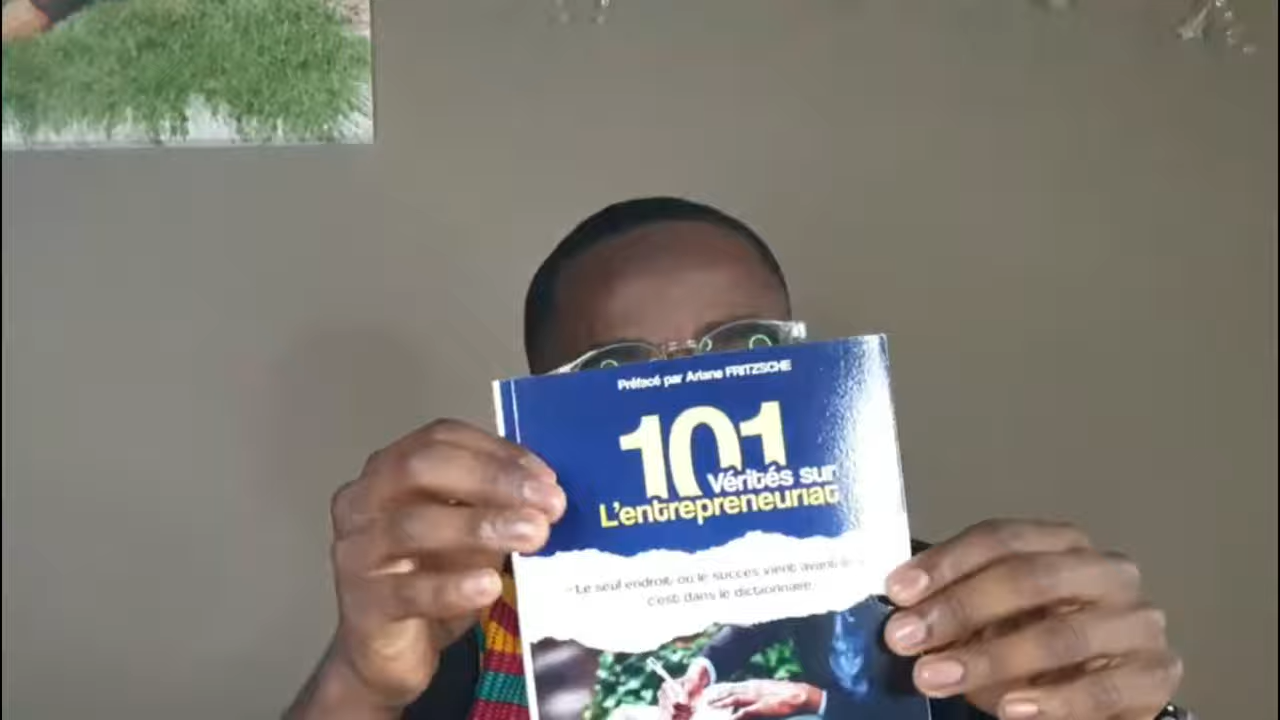 Préfacé par Ariane FRITZSCHE
101
Vérités sur
L'entrepreneuriat
Le seul endroit où le succès vient avant le
c'est dans le dictionnaire